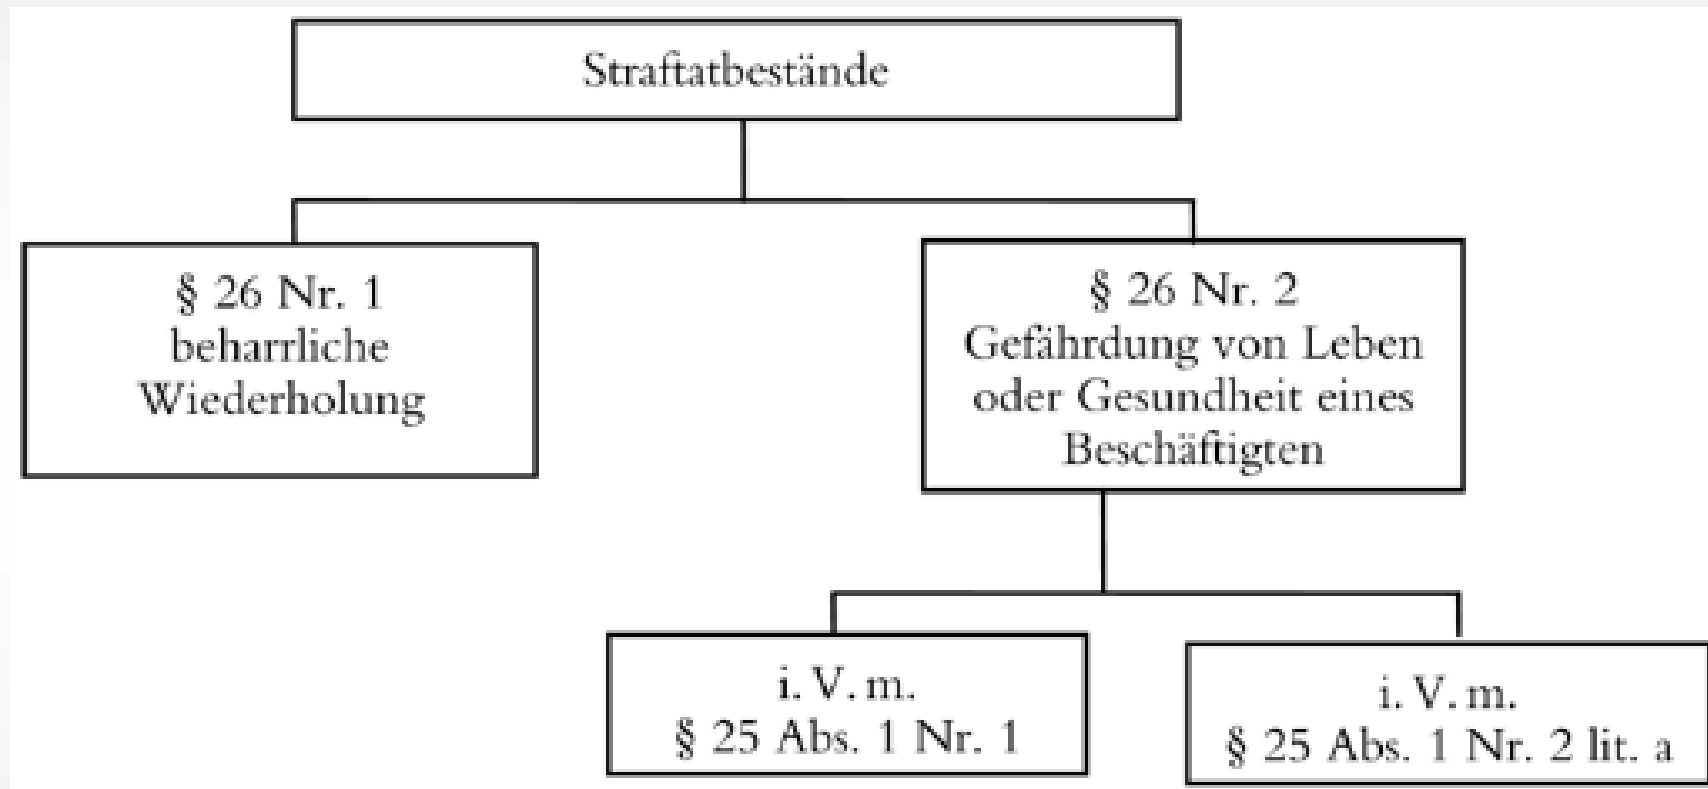 Straftatbestände
§ 26 Nr. 1
beharrliche
Wiederholung
§ 26 Nr. 2
Gefährdung von Leben
oder Gesundheit eines
Beschäftigten
i. V. m.
§ 25 Abs. 1 Nr. 1
i. V. m.
§ 25 Abs. 1 Nr. 2 lit. a